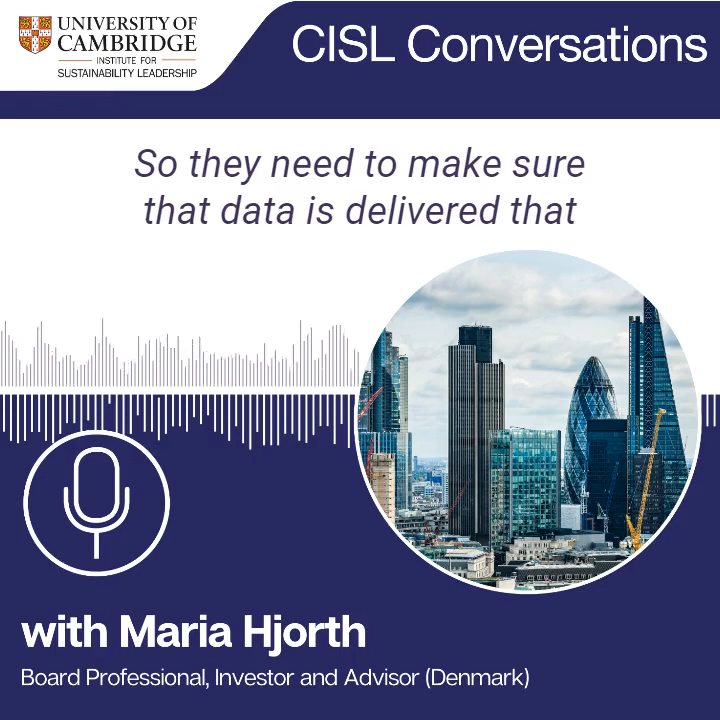 UNIVERSITY OF
CAMBRIDGE
INSTITUTE FOR
SUSTAINABILITY LEADERSHIP
CISL Conversations
So they need to make sure
that data is delivered that
with Maria Hjorth
Board Professional, Investor and Advisor (Denmark)